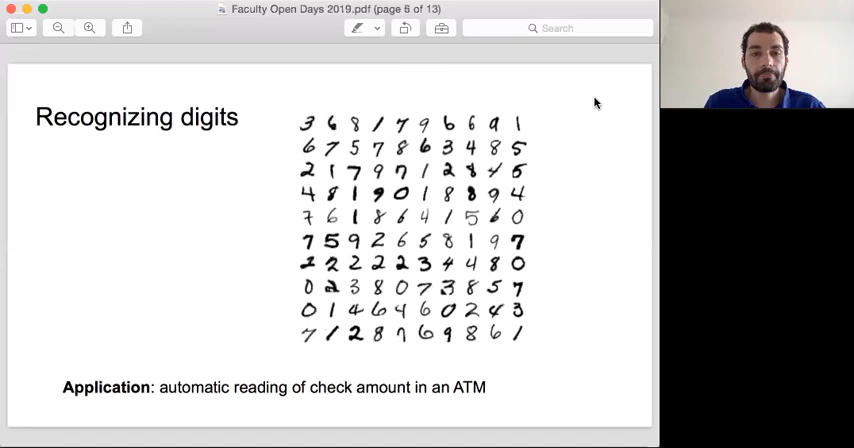 Faculty Open Days 2019.pdf (page 6 of 13)
Search
Recognizing digits
3 6 8 1 7 9 6 6 9 1
6 7 5 7 8 6 3 4 8 5
2 1 7 9 7 1 2 8 4 5
4 8 1 9 0 1 8 8 9 4
7 6 1 8 6 4 1 5 6 0
7 5 9 2 6 5 8 1 9 7
2 2 2 2 2 3 4 4 8 0
0 2 3 8 0 7 3 8 5 7
0 1 4 6 4 6 0 2 4 3
7 1 2 8 7 6 9 8 6 1
Application: automatic reading of check amount in an ATM